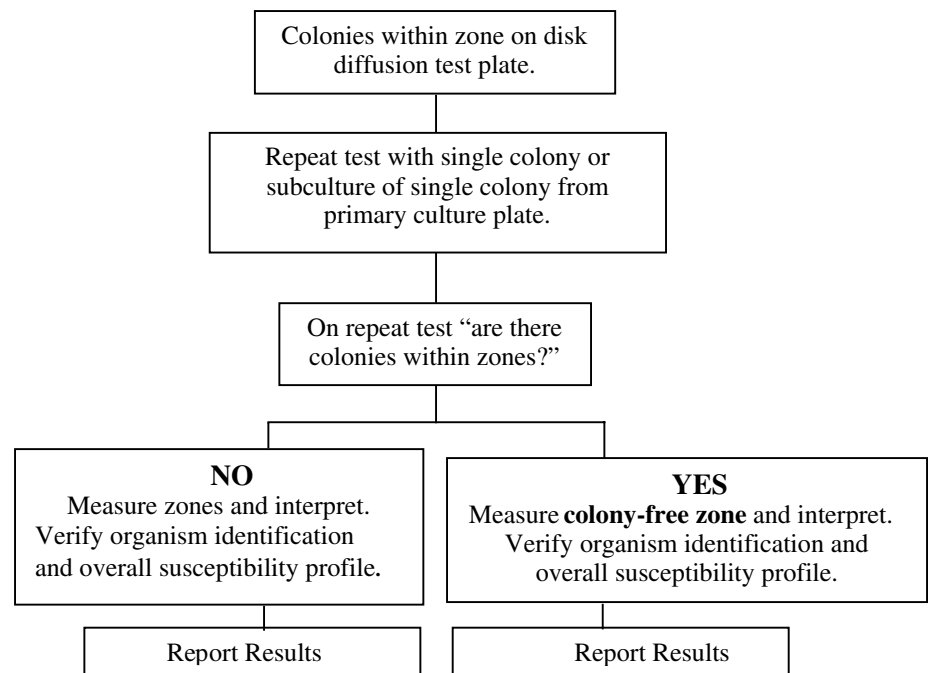 Colonies within zone on disk
diffusion test plate.
Repeat test with single colony or
subculture of single colony from
primary culture plate.
On repeat test “are there
colonies within zones?”
NO
Measure zones and interpret.
Verify organism identification
and overall susceptibility profile.
YES
Measure colony-free zone and interpret.
Verify organism identification and
overall susceptibility profile.
Report Results
Report Results